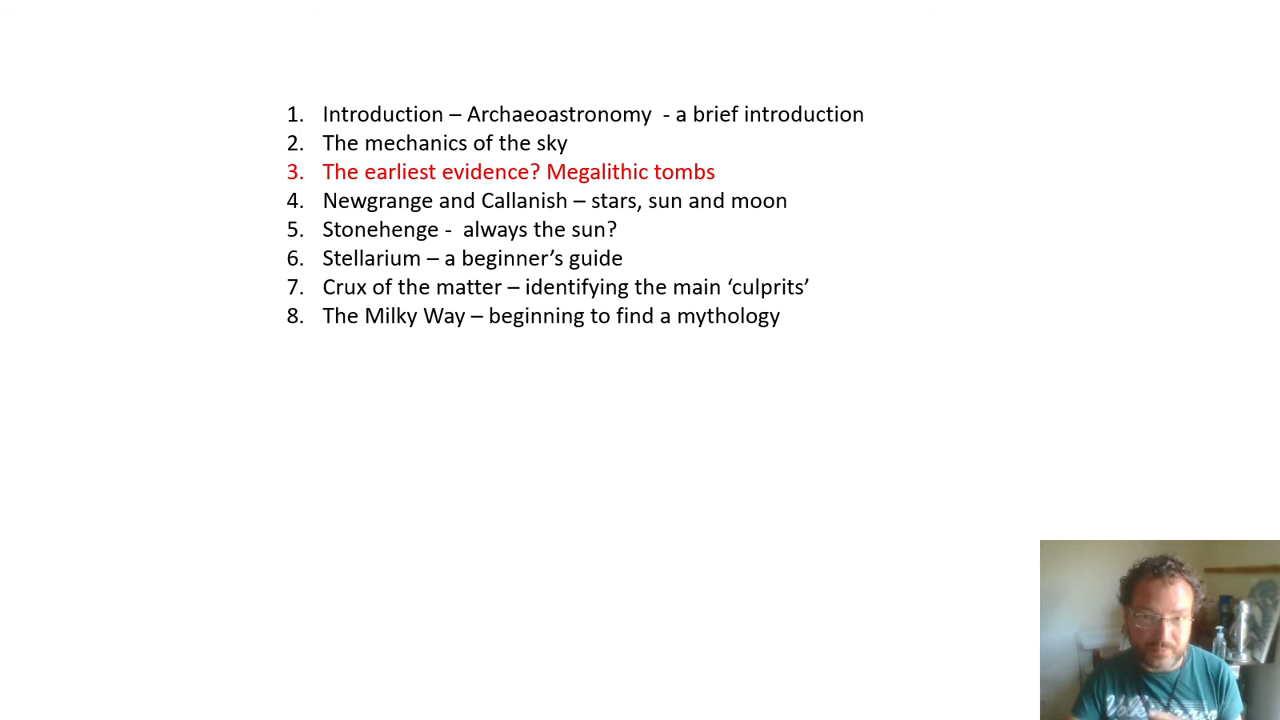 1. Introduction – Archaeoastronomy - a brief introduction
2. The mechanics of the sky
3. The earliest evidence? Megalithic tombs
4. Newgrange and Callanish – stars, sun and moon
5. Stonehenge - always the sun?
6. Stellarium – a beginner’s guide
7. Crux of the matter – identifying the main ‘culprits’
8. The Milky Way – beginning to find a mythology